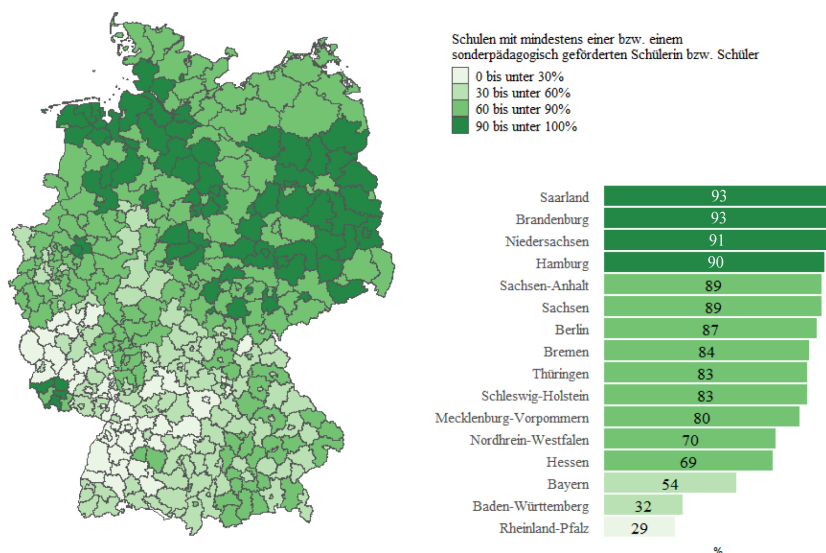 Schulen mit mindestens einer bzw. einem
sonderpädagogisch geförderten Schülerin bzw. Schüler
0 bis unter 30%
30 bis unter 60%
60 bis unter 90%
90 bis unter 100%
Saarland 93
Brandenburg 93
Niedersachsen 91
Hamburg 90
Sachsen-Anhalt 89
Sachsen 89
Berlin 87
Bremen 84
Thüringen 83
Schleswig-Holstein 83
Mecklenburg-Vorpommern 80
Nordrhein-Westfalen 70
Hessen 69
Bayern 54
Baden-Württemberg 32
Rheinland-Pfalz 29
%